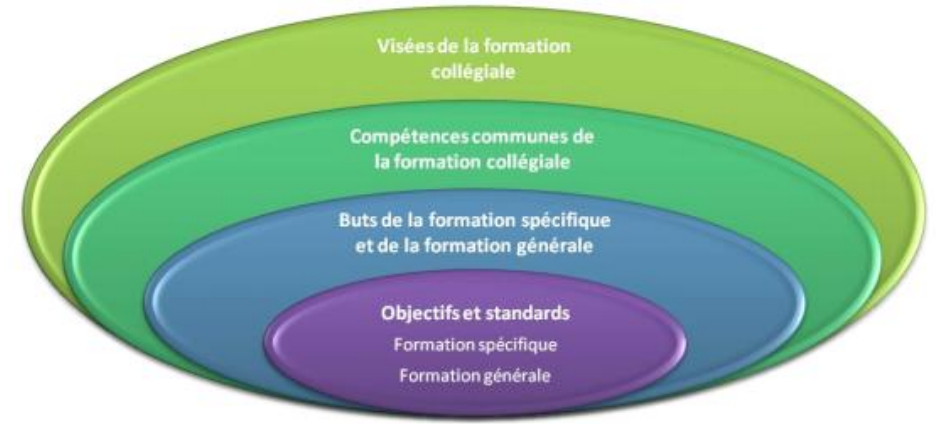 Visées de la formation
collégiale
Compétences communes de
la formation collégiale
Buts de la formation spécifique
et de la formation générale
Objectifs et standards
Formation spécifique
Formation générale